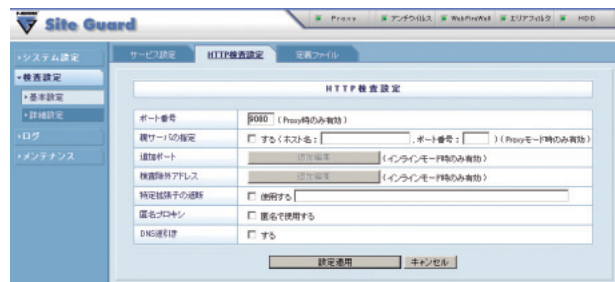 Site Guard
Proxy アンチウイルス WebFireWall エリアフィルタ HDD
システム設定
検査設定
基本設定
詳細設定
ログ
メンテナンス
サービス設定 HTTP検査設定 定義ファイル
HTTP検査設定
ポート番号 9080 (Proxy時のみ有効)
親サーバの指定 する(ホスト名: ,ポート番号: )(Proxyモード時のみ有効)
追加ポート 追加編集 (インラインモード時のみ有効)
検査除外アドレス 追加編集 (インラインモード時のみ有効)
特定拡張子の遮断 使用する
匿名プロキシ 匿名で使用する
DNS逆引き する
設定適用 キャンセル